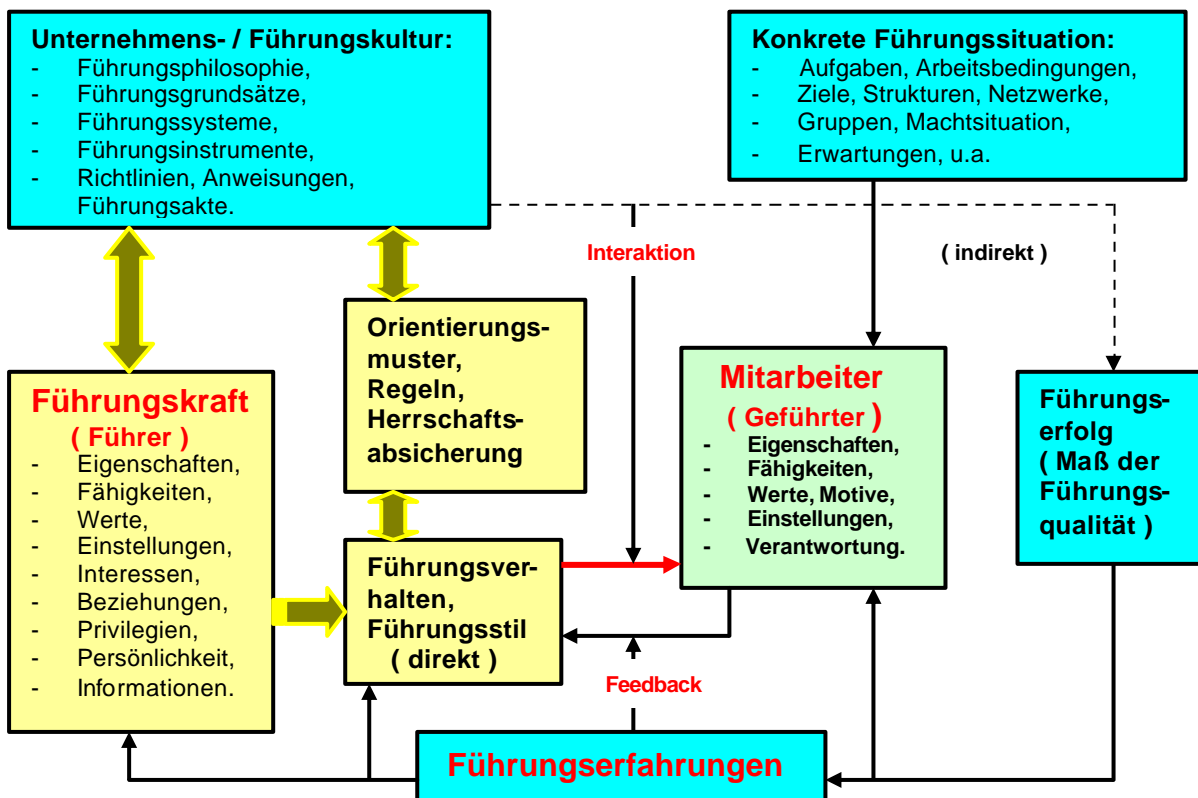 Unternehmens- / Führungskultur:
- Führungsphilosophie,
- Führungsgrundsätze,
- Führungssysteme,
- Führungsinstrumente,
- Richtlinien, Anweisungen,
Führungsakte.
Konkrete Führungssituation:
- Aufgaben, Arbeitsbedingungen,
- Ziele, Strukturen, Netzwerke,
- Gruppen, Machtsituation,
- Erwartungen, u.a.
Interaktion
( indirekt )
Orientierungs-
muster,
Regeln,
Herrschafts-
absicherung
Führungskraft
( Führer )
- Eigenschaften,
- Fähigkeiten,
- Werte,
- Einstellungen,
- Interessen,
- Beziehungen,
- Privilegien,
- Persönlichkeit,
- Informationen.
Führungsver-
halten,
Führungsstil
( direkt )
Mitarbeiter
( Geführter )
- Eigenschaften,
- Fähigkeiten,
- Werte, Motive,
- Einstellungen,
- Verantwortung.
Führungs-
erfolg
( Maß der
Führungs-
qualität )
Feedback
Führungserfahrungen